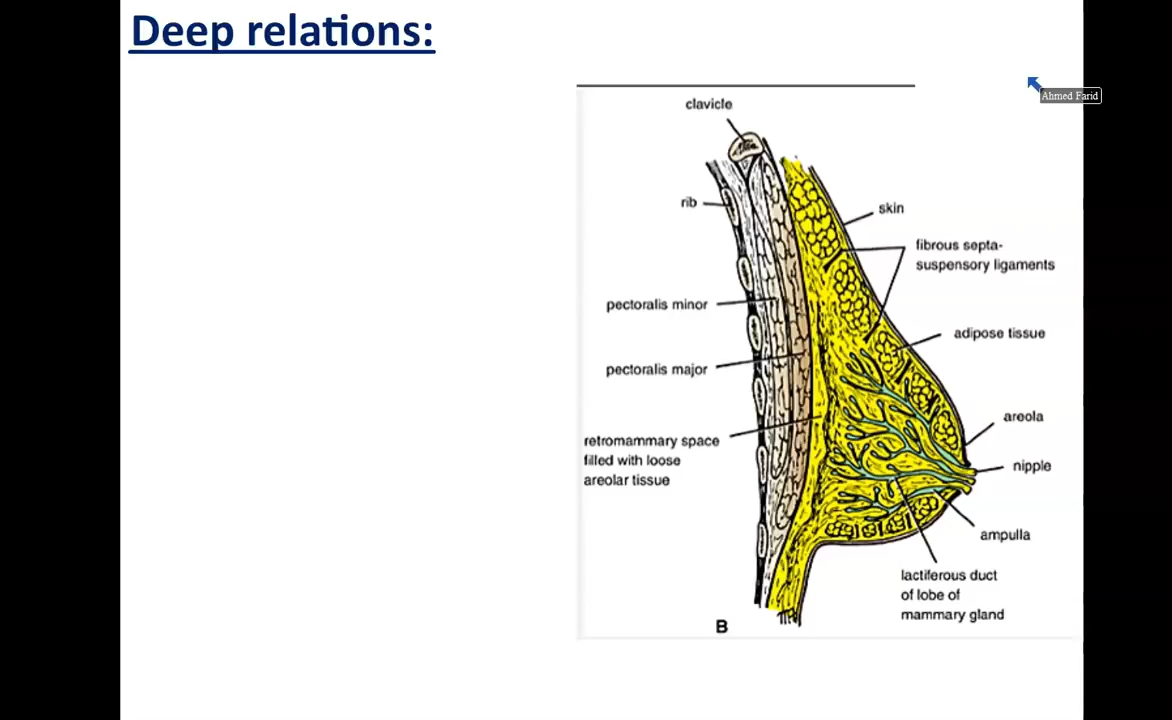 Deep relations:
Ahmed Farid
clavicle
rib
skin
fibrous septa-
suspensory ligaments
pectoralis minor
adipose tissue
pectoralis major
areola
retromammary space
filled with loose
areolar tissue
nipple
ampulla
lactiferous duct
of lobe of
mammary gland
B